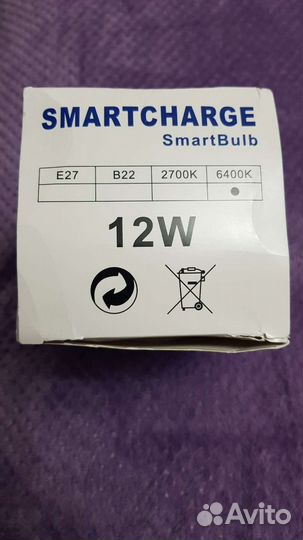 SMARTCHARGE
SmartBulb
E27 B22 2700K 6400K
12W
Avito